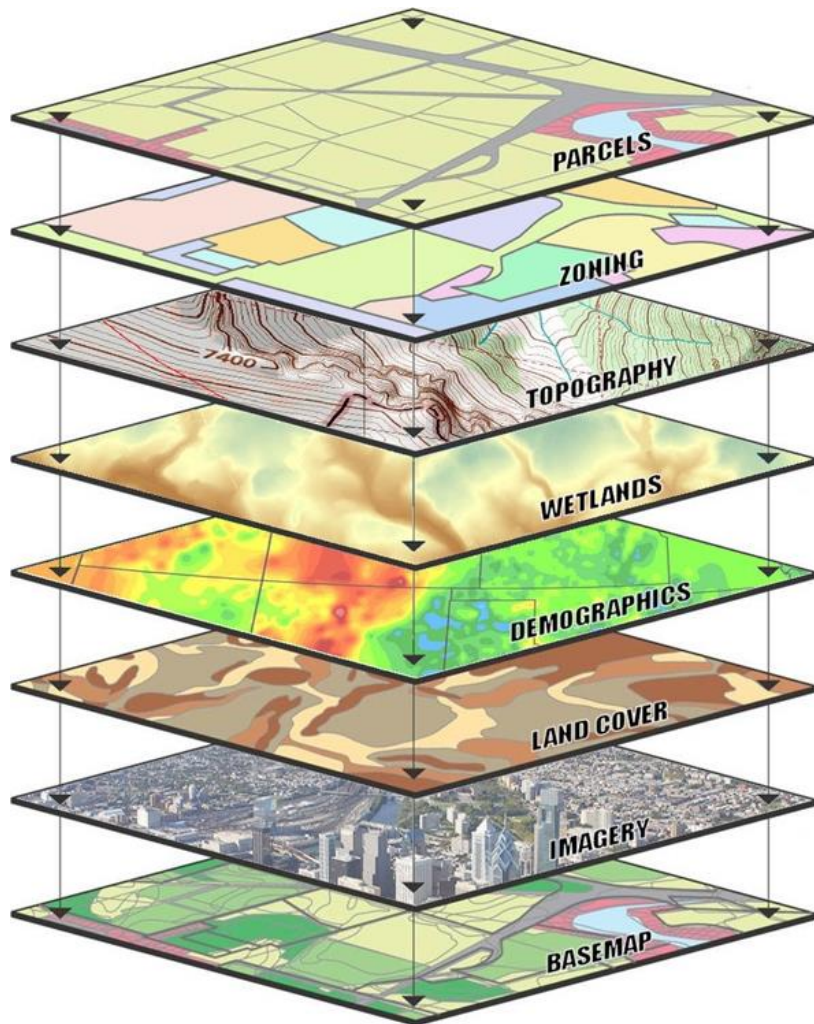 PARCELS
ZONING
7400
TOPOGRAPHY
WETLANDS
DEMOGRAPHICS
LAND COVER
IMAGERY
BASEMAP